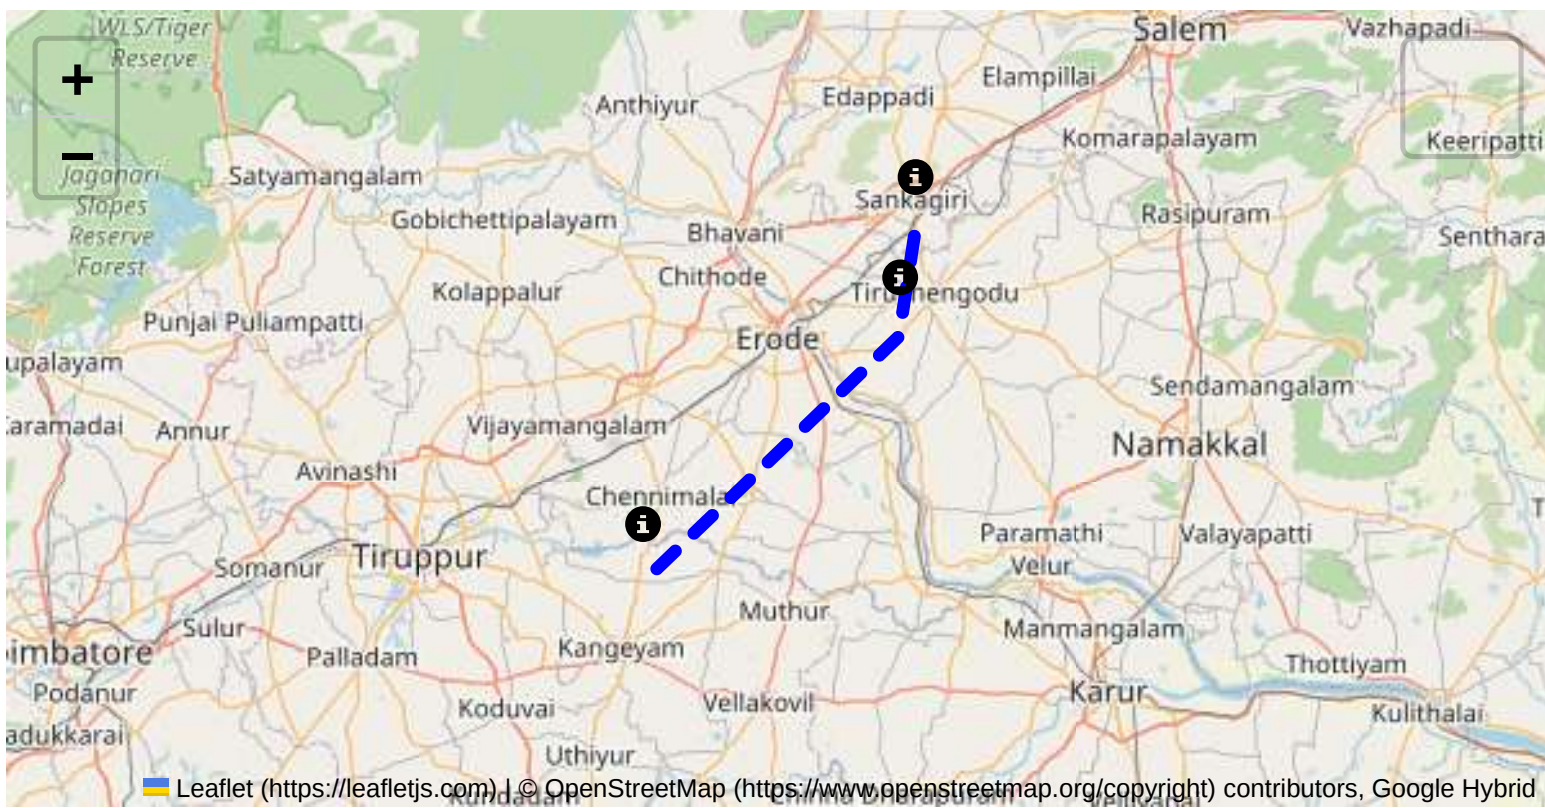 WLS/Tiger
Reserve
Salem
Vazhapadi
+
Elampillai
Anthiyur
Edappadi
−
Komarapalayam
Keeripatti
Satyamangalam
Slopes
Reserve
Forest
Gobichettipalayam
Sankagiri
Rasipuram
Bhavani
Senthara
Chithode
Kolappalur
Punjai Puliampatti
Erode
upalayam
Sendamangalam
aramadai
Annur
Vijayamangalam
Namakkal
Avinashi
Chennimala
Paramathi
Valayapatti
Tiruppur
Somanur
Velur
Muthur
Sulur
Manmangalam
Kangeyam
imbatore
Palladam
Thottiyam
Podanur
Karur
Koduvai
Vellakovil
Kulithalai
adukkarai
Uthiyur
Leaflet (https://leafletjs.com) | © OpenStreetMap (https://www.openstreetmap.org/copyright) contributors, Google Hybrid